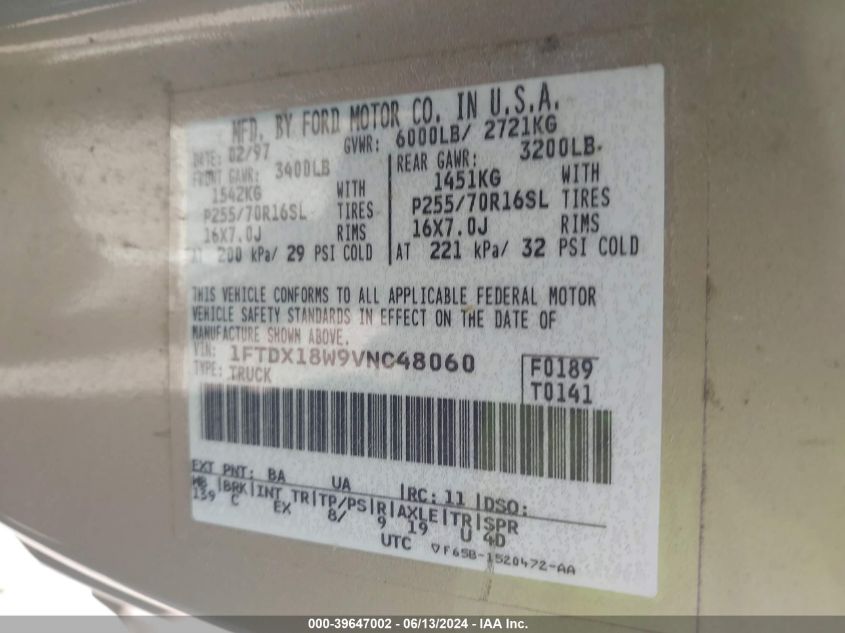 MFD. BY FORD MOTOR CO. IN U.S.A.
DATE: 02/97 GVWR: 6000LB/ 2721KG
FRONT GAWR: 3400LB REAR GAWR: 3200LB
1542KG WITH 1451KG WITH
P255/70R16SL TIRES P255/70R16SL TIRES
16X7.0J RIMS 16X7.0J RIMS
AT 200 kPa/ 29 PSI COLD AT 221 kPa/ 32 PSI COLD
THIS VEHICLE CONFORMS TO ALL APPLICABLE FEDERAL MOTOR
VEHICLE SAFETY STANDARDS IN EFFECT ON THE DATE OF
MANUFACTURE SHOWN ABOVE.
VIN: 1FTDX18W9VNC48060 F0189
TYPE: TRUCK T0141
EXT PNT: BA UA RC: 11 DSO:
WB BRK INT TR TP/PS R AXLE TR SPR
139 C EX 8/ 9 19 U 4D
UTC ▽F65B-1520472-AA
000-39647002 - 06/13/2024 - IAA Inc.